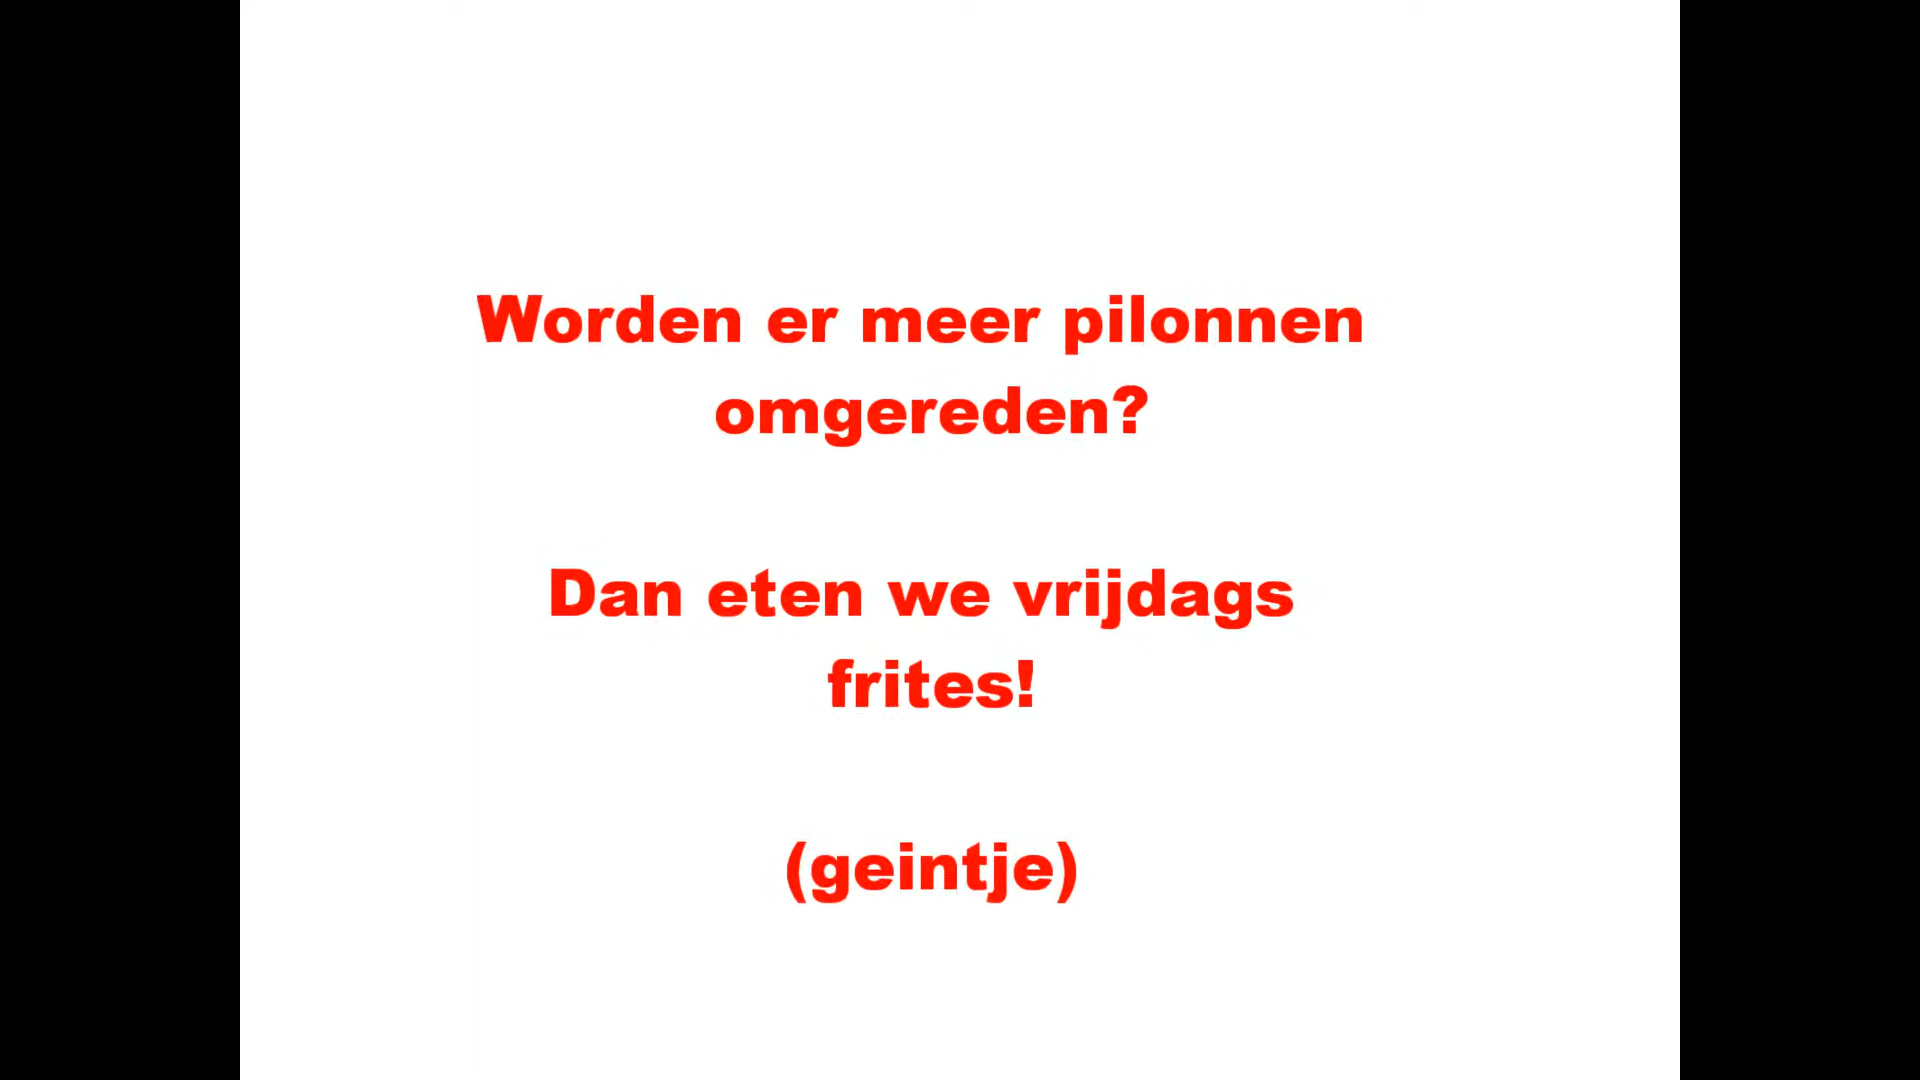 Worden er meer pilonnen
omgereden?
Dan eten we vrijdags
frites!
(geintje)